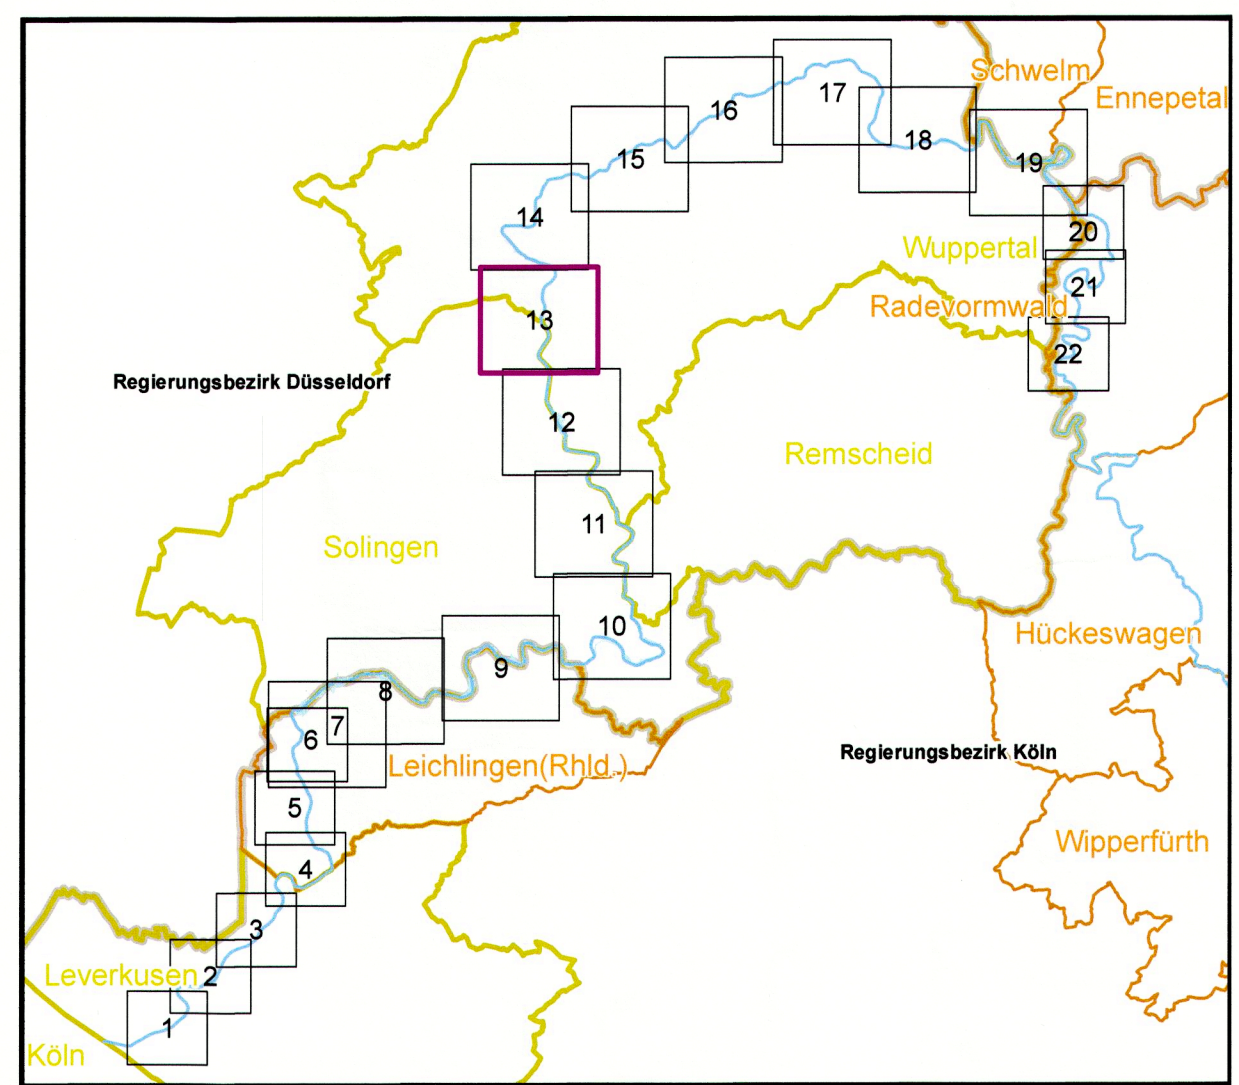 Schwelm
Ennepetal
17
16
18
15
19
14
20
Wuppertal
21
Radevormwald
13
22
Regierungsbezirk Düsseldorf
12
Remscheid
11
Solingen
10
Hückeswagen
9
8
7
6
Regierungsbezirk Köln
Leichlingen(Rhld.)
5
Wipperfürth
4
3
Leverkusen
2
1
Köln